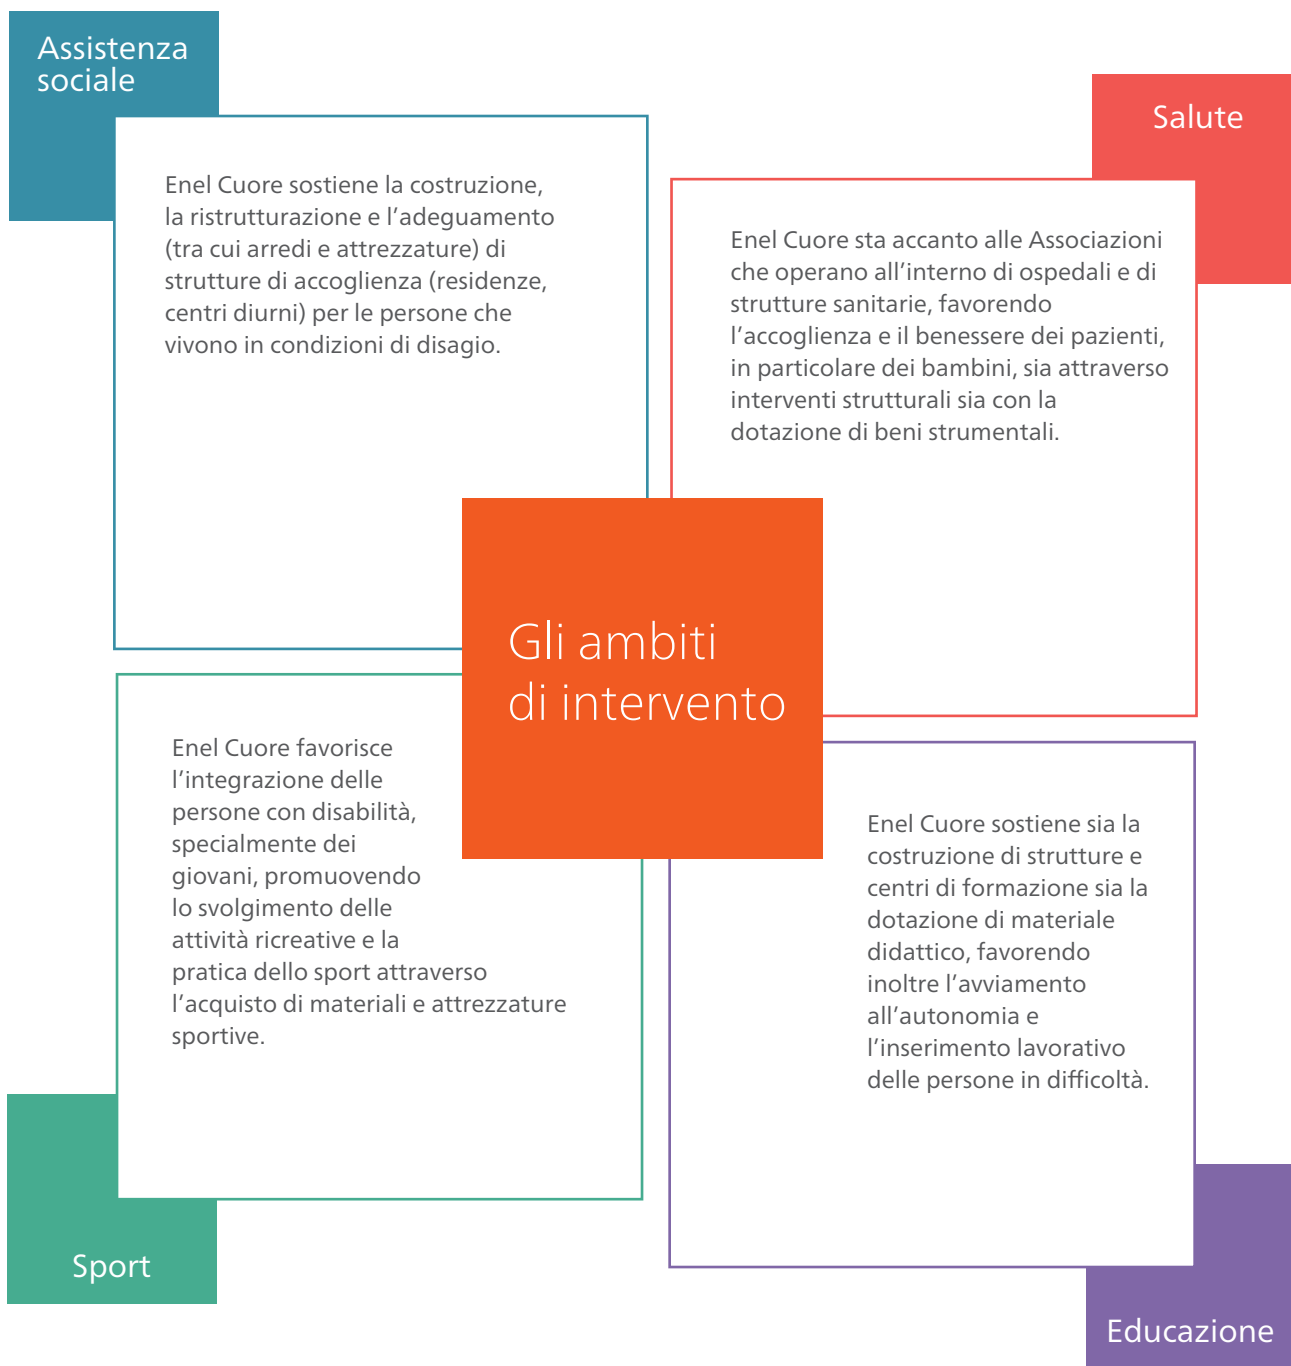 Assistenza
sociale
Enel Cuore sostiene la costruzione,
la ristrutturazione e l’adeguamento
(tra cui arredi e attrezzature) di
strutture di accoglienza (residenze,
centri diurni) per le persone che
vivono in condizioni di disagio.
Salute
Enel Cuore sta accanto alle Associazioni
che operano all’interno di ospedali e di
strutture sanitarie, favorendo
l’accoglienza e il benessere dei pazienti,
in particolare dei bambini, sia attraverso
interventi strutturali sia con la
dotazione di beni strumentali.
Gli ambiti
di intervento
Enel Cuore favorisce
l’integrazione delle
persone con disabilità,
specialmente dei
giovani, promuovendo
lo svolgimento delle
attività ricreative e la
pratica dello sport attraverso
l’acquisto di materiali e attrezzature
sportive.
Sport
Enel Cuore sostiene sia la
costruzione di strutture e
centri di formazione sia la
dotazione di materiale
didattico, favorendo
inoltre l’avviamento
all’autonomia e
l’inserimento lavorativo
delle persone in difficoltà.
Educazione